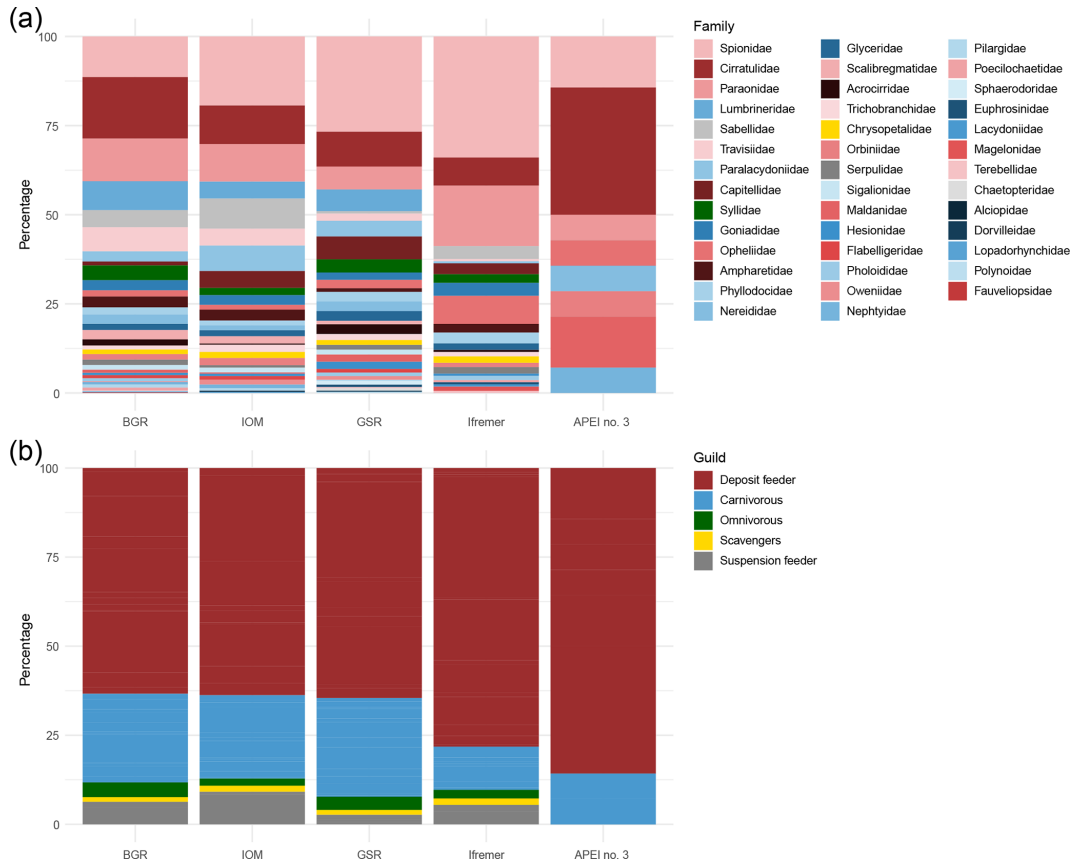 (a)
Percentage
100
75
50
25
0
BGR
IOM
GSR
Ifremer
APEI no. 3
Family
Spionidae
Cirratulidae
Paraonidae
Lumbrineridae
Sabellidae
Travisiidae
Paralacydoniidae
Capitellidae
Syllidae
Goniadidae
Opheliidae
Ampharetidae
Phyllodocidae
Nereididae
Glyceridae
Scalibregmatidae
Acrocirridae
Trichobranchidae
Chrysopetalidae
Orbiniidae
Serpulidae
Sigalionidae
Maldanidae
Hesionidae
Flabelligeridae
Pholoididae
Oweniidae
Nephtyidae
Pilargidae
Poecilochaetidae
Sphaerodoridae
Euphrosinidae
Lacydoniidae
Magelonidae
Terebellidae
Chaetopteridae
Alciopidae
Dorvilleidae
Lopadorhynchidae
Polynoidae
Fauveliopsidae
(b)
Percentage
100
75
50
25
0
BGR
IOM
GSR
Ifremer
APEI no. 3
Guild
Deposit feeder
Carnivorous
Omnivorous
Scavengers
Suspension feeder